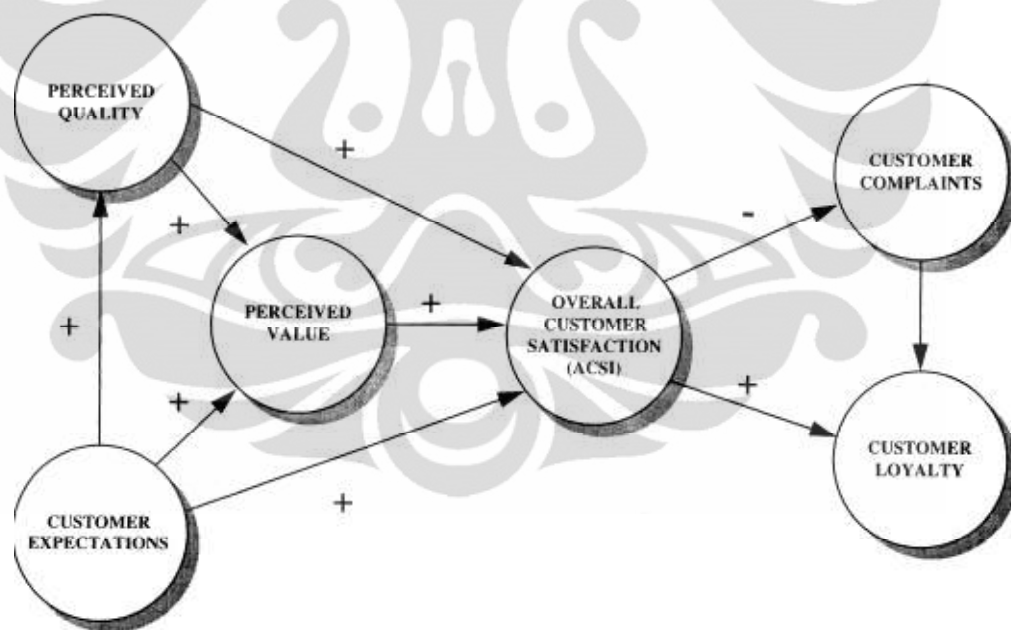 PERCEIVED
QUALITY
+
CUSTOMER
COMPLAINTS
-
+
PERCEIVED
VALUE
+
OVERALL
CUSTOMER
SATISFACTION
(ACSI)
+
+
+
CUSTOMER
LOYALTY
CUSTOMER
EXPECTATIONS
+